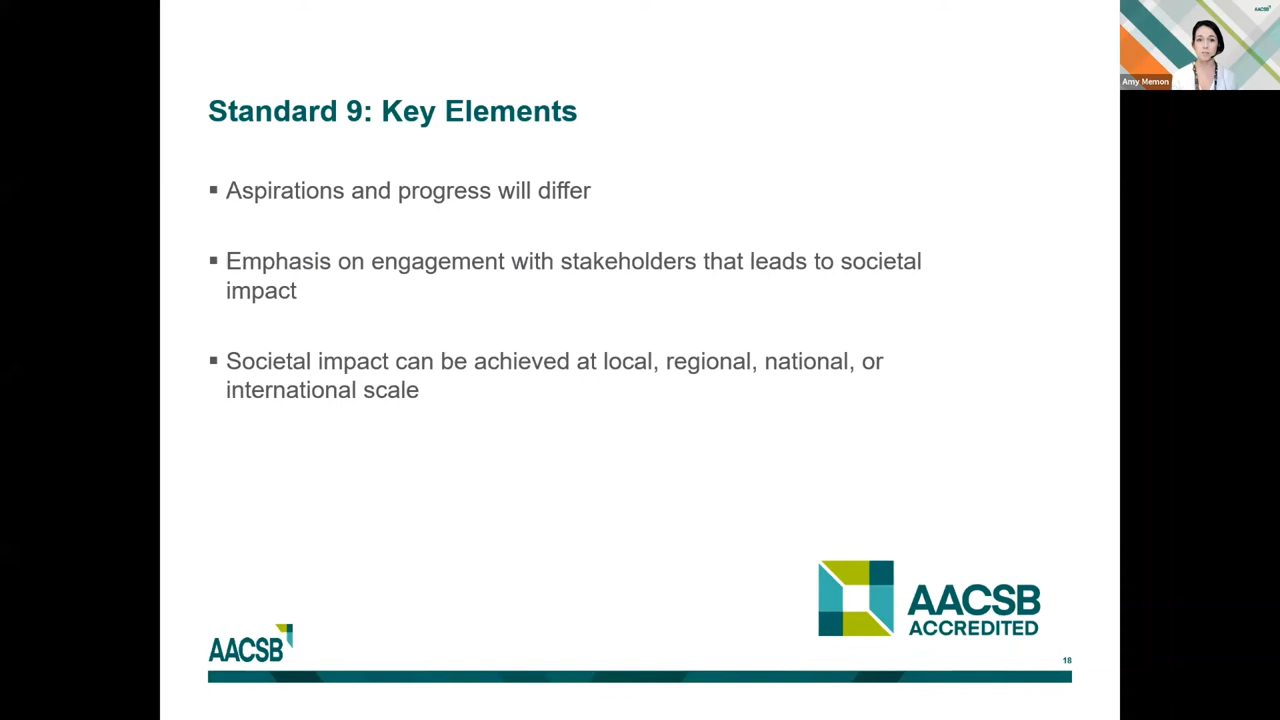 AACSB
Amy Memon
Standard 9: Key Elements
▪ Aspirations and progress will differ
▪ Emphasis on engagement with stakeholders that leads to societal
impact
▪ Societal impact can be achieved at local, regional, national, or
international scale
AACSB
ACCREDITED
AACSB
18